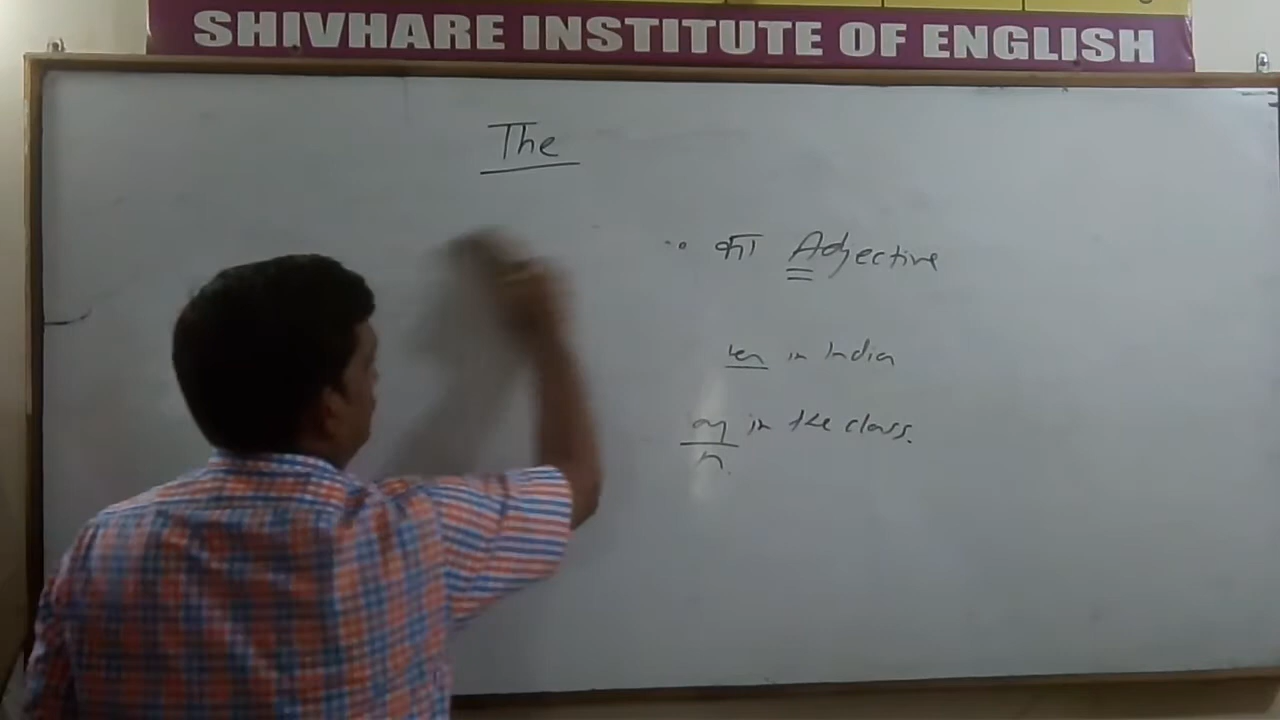 SHIVHARE INSTITUTE OF ENGLISH
The
का Adjective
in India
in the class.